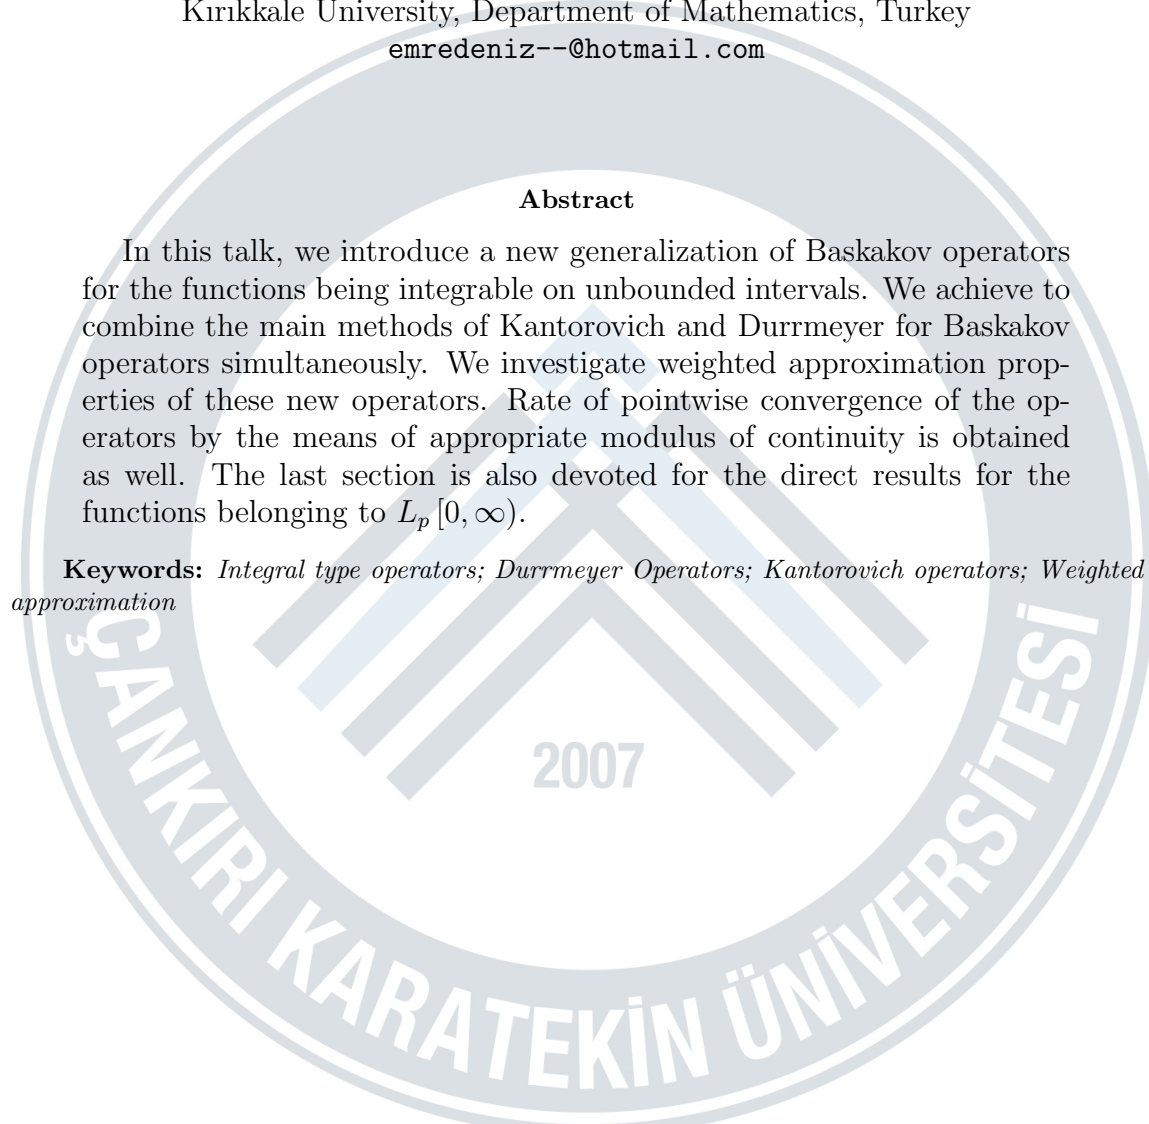 Kırıkkale University, Department of Mathematics, Turkey
emredeniz--@hotmail.com
Abstract
In this talk, we introduce a new generalization of Baskakov operators
for the functions being integrable on unbounded intervals. We achieve to
combine the main methods of Kantorovich and Durrmeyer for Baskakov
operators simultaneously. We investigate weighted approximation prop-
erties of these new operators. Rate of pointwise convergence of the op-
erators by the means of appropriate modulus of continuity is obtained
as well. The last section is also devoted for the direct results for the
functions belonging to $L_p [0, \infty)$.
Keywords: Integral type operators; Durrmeyer Operators; Kantorovich operators; Weighted
approximation
2007
ÇANKIRI KARATEKİN ÜNİVERSİTESİ